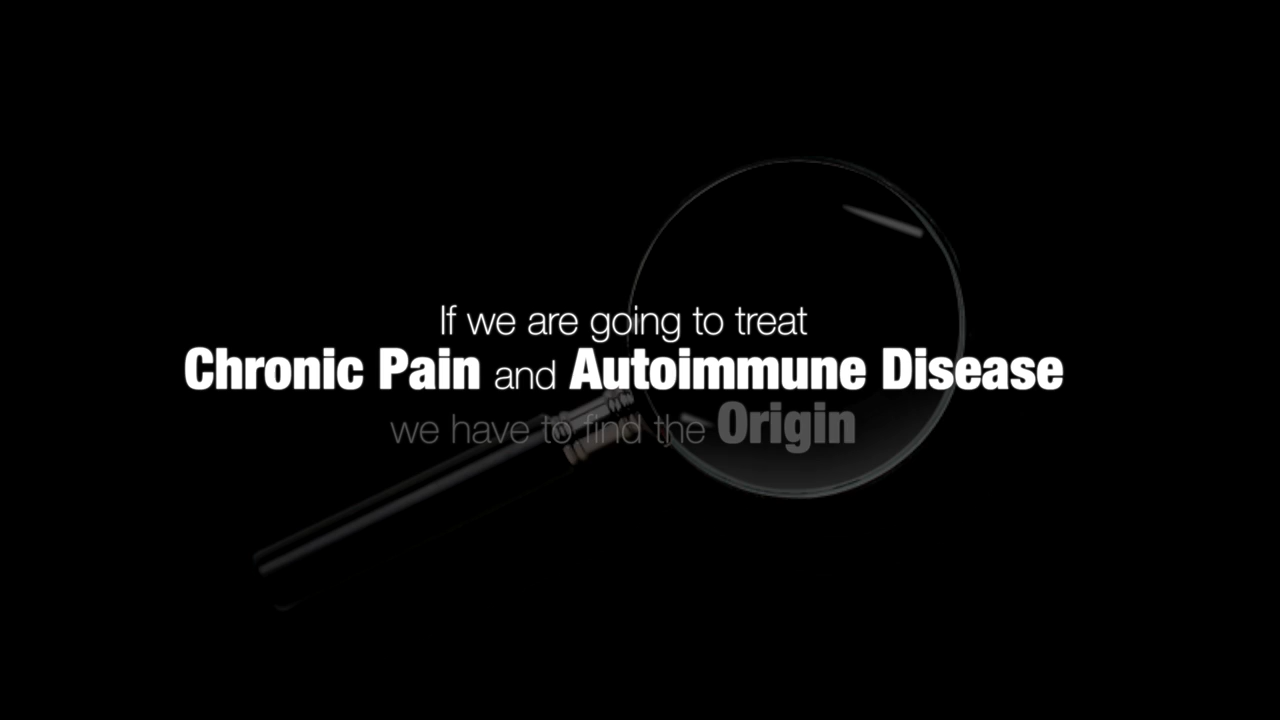 If we are going to treat
Chronic Pain and Autoimmune Disease
we have to find the Origin